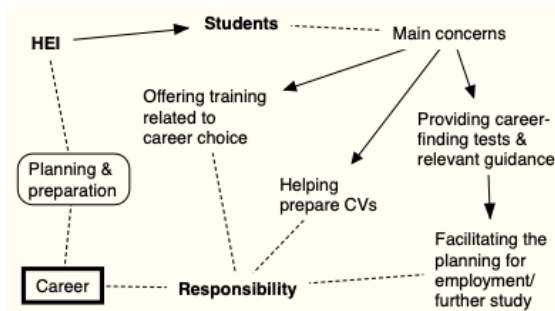 HEI
Students
Main concerns
Offering training
related to
career choice
Providing career-
finding tests &
relevant guidance
Planning &
preparation
Helping
prepare CVs
Facilitating the
planning for
employment/
further study
Career
Responsibility